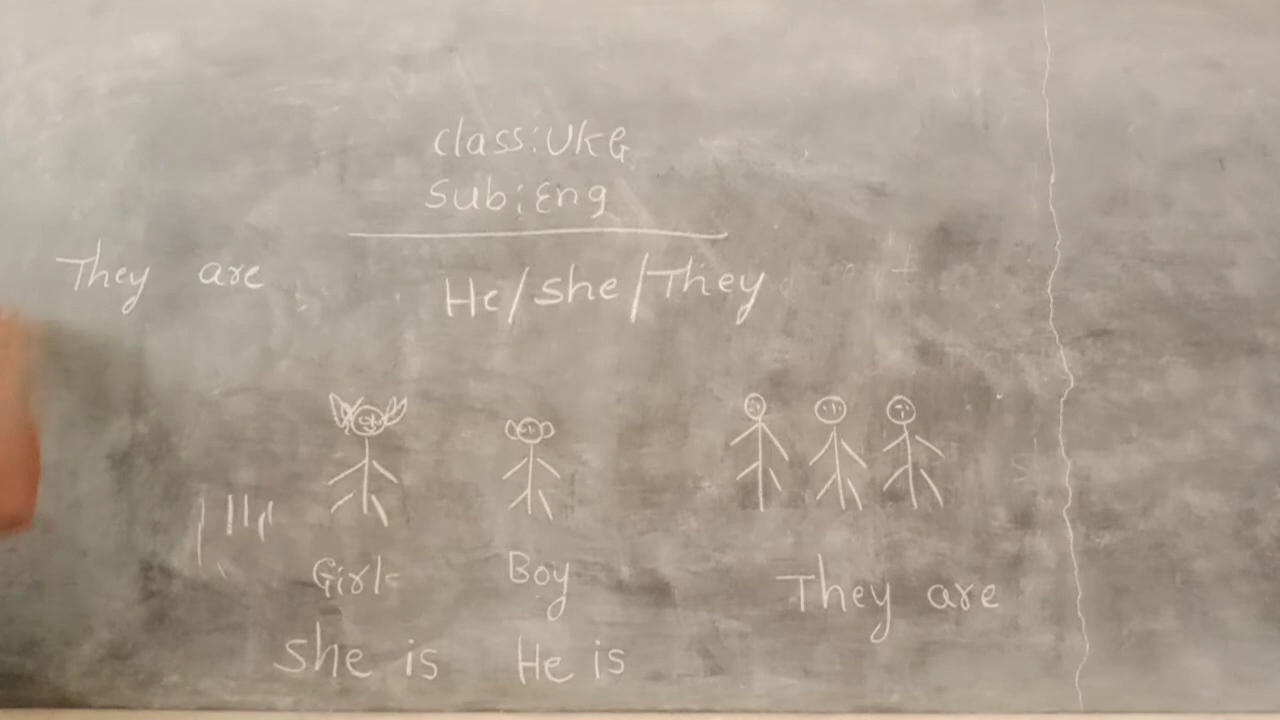 class: UKG
Sub: Eng
They are
He/She/They
Girl
Boy
They are
She is
He is